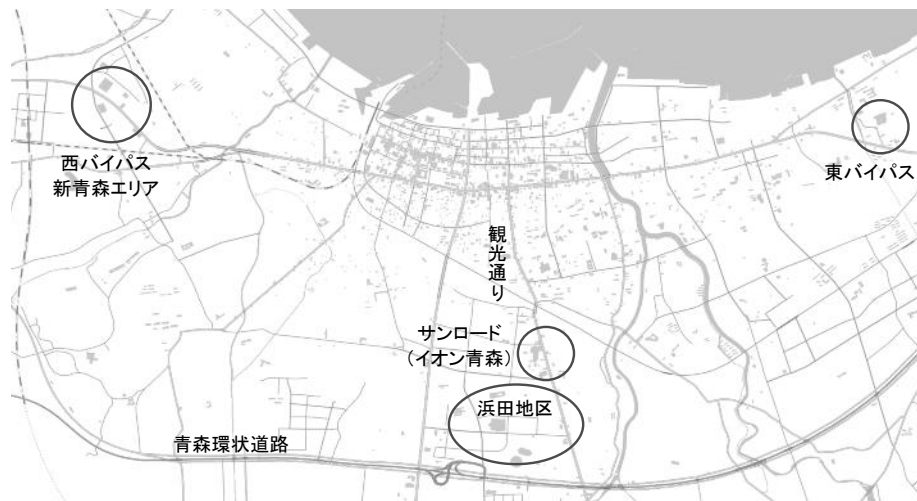 西バイパス
新青森エリア
東バイパス
観光通り
サンロード
（イオン青森）
浜田地区
青森環状道路